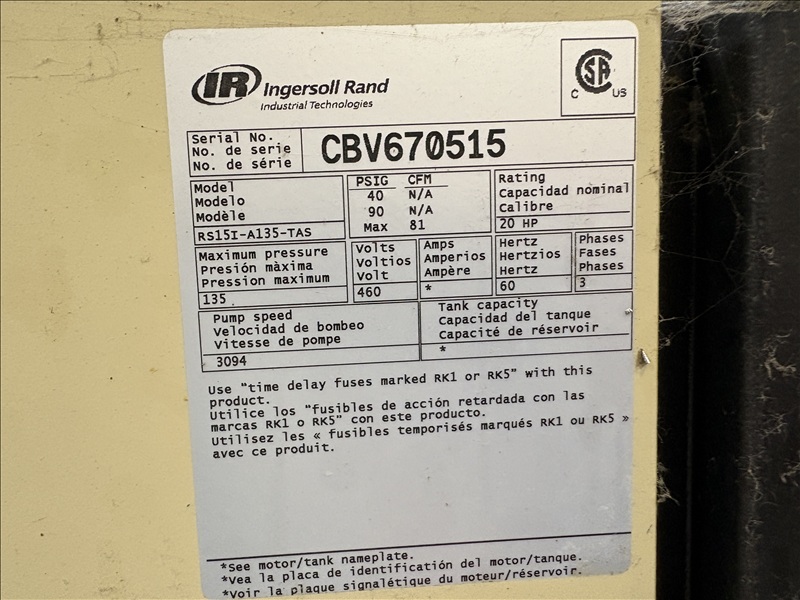 IR Ingersoll Rand
Industrial Technologies
CSA
C US
Serial No.
No. de serie
No. de série
CBV670515
Model
Modelo
Modèle
RS15I-A135-TAS
PSIG CFM
40 N/A
90 N/A
Max 81
Rating
Capacidad nominal
Calibre
20 HP
Maximum pressure
Presión màxima
Pression maximum
135
Volts
Voltios
Volt
460
Amps
Amperios
Ampère
*
Hertz
Hertzios
Hertz
60
Phases
Fases
Phases
3
Pump speed
Velocidad de bombeo
Vitesse de pompe
3094
Tank capacity
Capacidad del tanque
Capacité de réservoir
*
Use "time delay fuses marked RK1 or RK5" with this
product.
Utilice los "fusibles de acción retardada con las
marcas RK1 o RK5" con este producto.
Utilisez les « fusibles temporisés marqués RK1 ou RK5 »
avec ce produit.
*See motor/tank nameplate.
*Vea la placa de identificación del motor/tanque.
*Voir la plaque signalétique du moteur/réservoir.